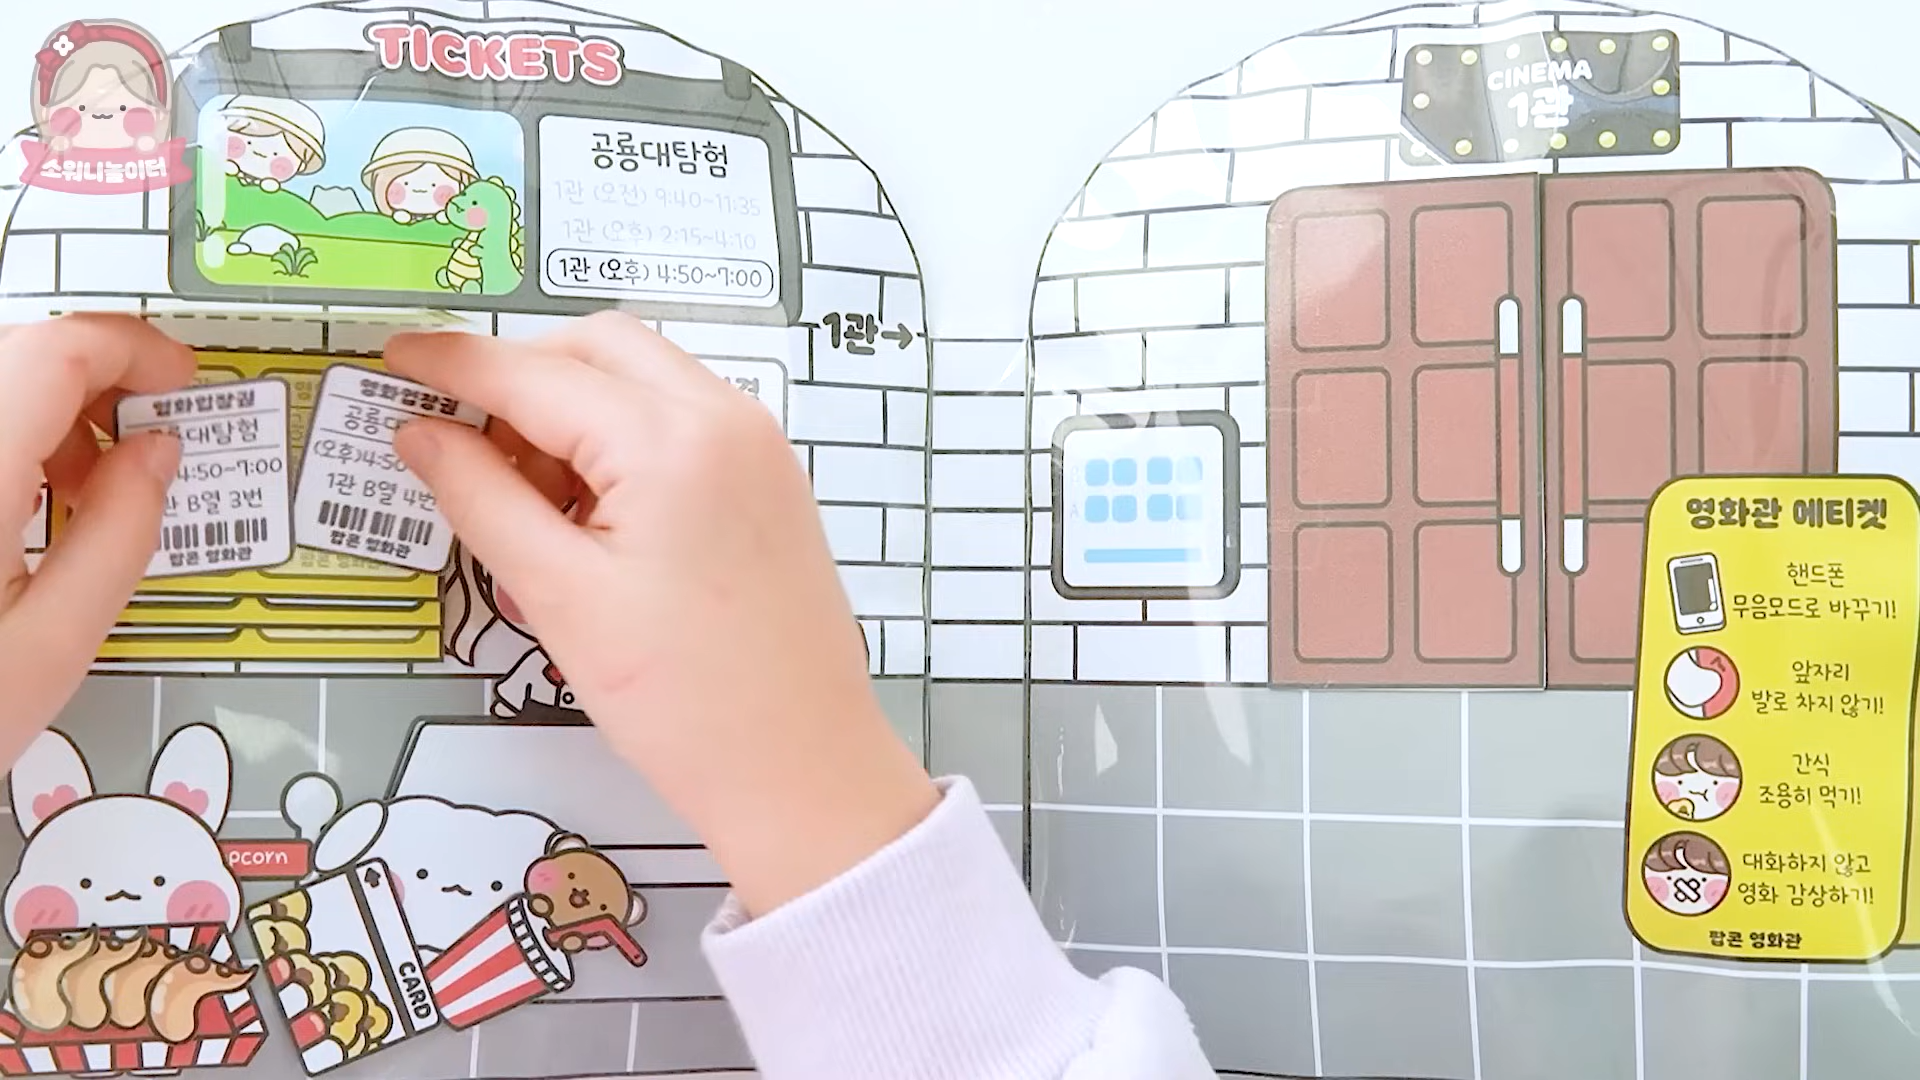 소워니놀이터
TICKETS
공룡대탐험
1관 (오전) 9:40~11:35
1관 (오후) 2:15~4:10
1관 (오후) 4:50~7:00
1관→
CINEMA
1관
영화입장권
대탐험
4:50~7:00
B열 3번
팝콘 영화관
영화입장권
공룡
(오후)4:50
1관 B열 4번
팝콘 영화관
pcorn
CARD
영화관 에티켓
핸드폰
무음모드로 바꾸기!
앞자리
발로 차지 않기!
간식
조용히 먹기!
대화하지 않고
영화 감상하기!
팝콘 영화관